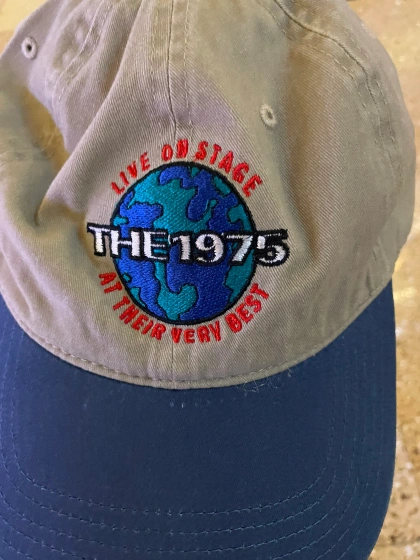 LIVE ON STAGE
THE 1975
AT THEIR VERY BEST